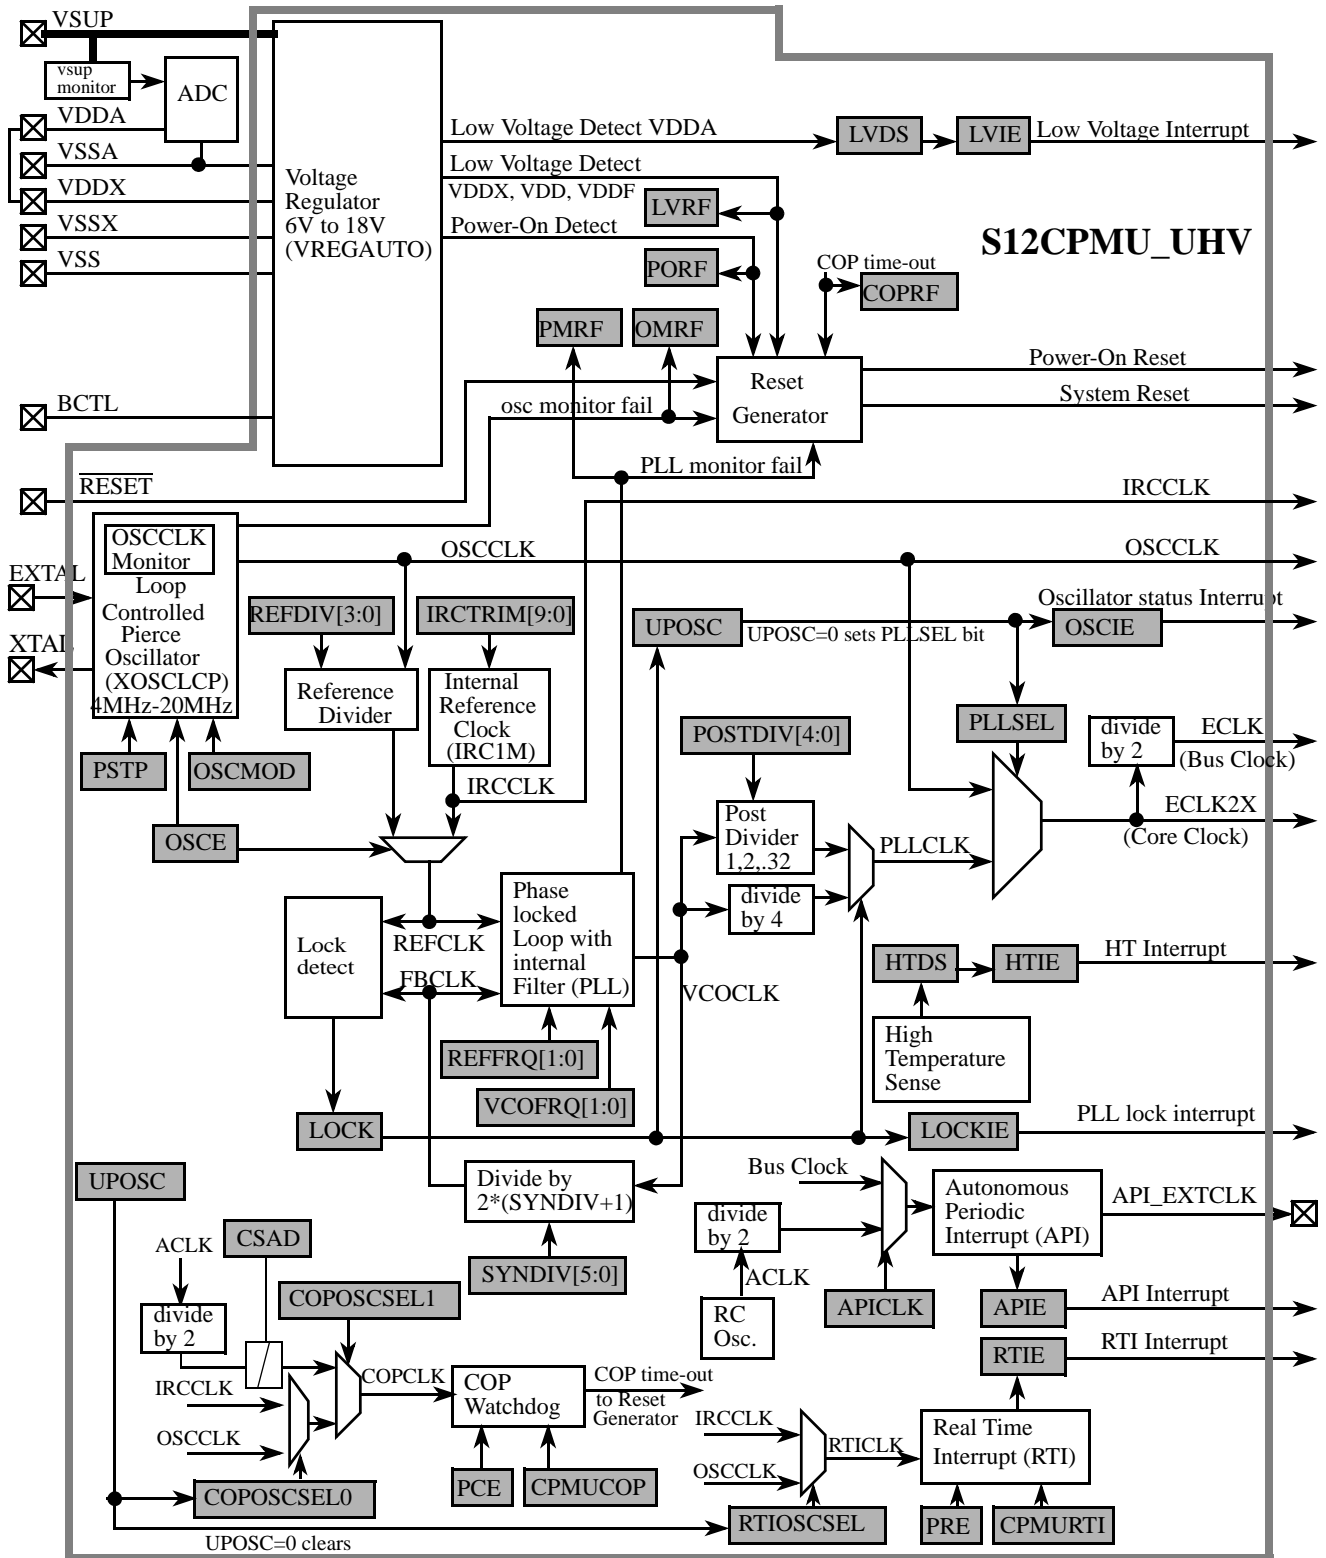 VSUP
vsup
monitor
ADC
VDDA
VSSA
VDDX
VSSX
VSS
BCTL
RESET
Voltage
Regulator
6V to 18V
(VREGAUTO)
Low Voltage Detect VDDA
LVDS
LVIE
Low Voltage Interrupt
Low Voltage Detect
VDDX, VDD, VDDF
LVRF
Power-On Detect
PORF
S12CPMU_UHV
COP time-out
COPRF
PMRF
OMRF
Reset
Generator
Power-On Reset
System Reset
osc monitor fail
PLL monitor fail
IRCCLK
OSCCLK
Monitor
Loop
Controlled
Pierce
Oscillator
(XOSCLCP)
4MHz-20MHz
EXTAL
XTAL
OSCCLK
OSCCLK
REFDIV[3:0]
IRCTRIM[9:0]
UPOSC
UPOSC=0 sets PLLSEL bit
Oscillator status Interrupt
OSCIE
Reference
Divider
Internal
Reference
Clock
(IRC1M)
PSTP
OSCMOD
OSCE
IRCCLK
POSTDIV[4:0]
PLLSEL
divide
by 2
ECLK
(Bus Clock)
ECLK2X
(Core Clock)
Post
Divider
1,2,.32
PLLCLK
divide
by 4
Lock
detect
REFCLK
FBCLK
Phase
locked
Loop with
internal
Filter (PLL)
VCOCLK
REFFRQ[1:0]
VCOFRQ[1:0]
HTDS
HTIE
HT Interrupt
High
Temperature
Sense
LOCK
LOCKIE
PLL lock interrupt
UPOSC
Divide by
2*(SYNDIV+1)
SYNDIV[5:0]
Bus Clock
divide
by 2
ACLK
RC
Osc.
APICLK
Autonomous
Periodic
Interrupt (API)
API_EXTCLK
APIE
API Interrupt
RTIE
RTI Interrupt
CSAD
ACLK
divide
by 2
COPOSCSEL1
IRCCLK
OSCCLK
COPCLK
COP
Watchdog
COP time-out
to Reset
Generator
PCE
CPMUCOP
COPOSCSEL0
UPOSC=0 clears
IRCCLK
OSCCLK
RTICLK
RTIOSCSEL
Real Time
Interrupt (RTI)
PRE
CPMURTI